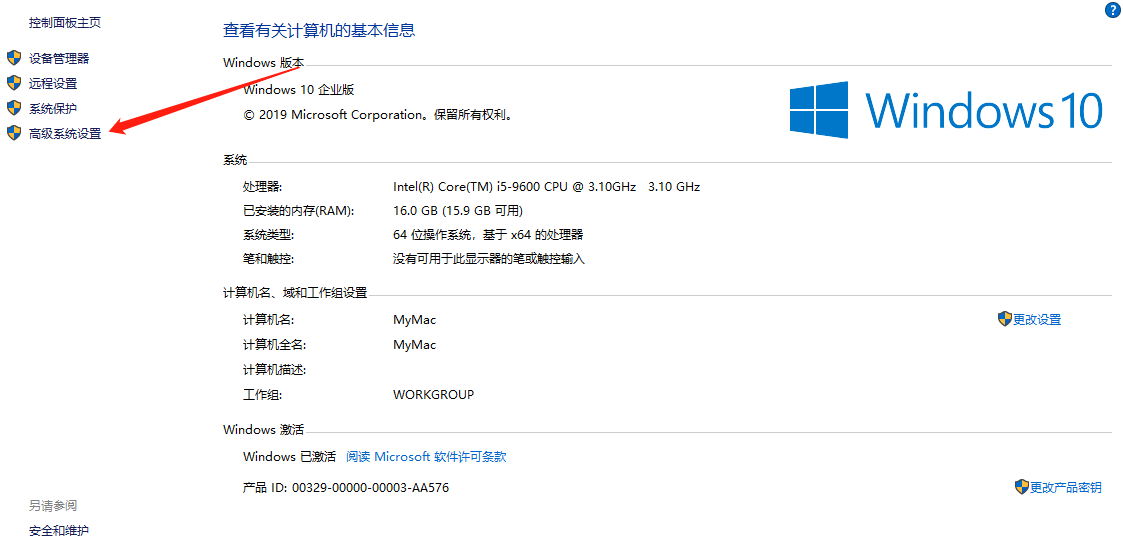 控制面板主页
设备管理器
远程设置
系统保护
高级系统设置
另请参阅
安全和维护
?
查看有关计算机的基本信息
Windows 版本
Windows 10 企业版
© 2019 Microsoft Corporation。保留所有权利。
Windows 10
系统
处理器: Intel(R) Core(TM) i5-9600 CPU @ 3.10GHz 3.10 GHz
已安装的内存(RAM): 16.0 GB (15.9 GB 可用)
系统类型: 64 位操作系统，基于 x64 的处理器
笔和触控: 没有可用于此显示器的笔或触控输入
计算机名、域和工作组设置
计算机名: MyMac 更改设置
计算机全名: MyMac
计算机描述:
工作组: WORKGROUP
Windows 激活
Windows 已激活 阅读 Microsoft 软件许可条款
产品 ID: 00329-00000-00003-AA576 更改产品密钥